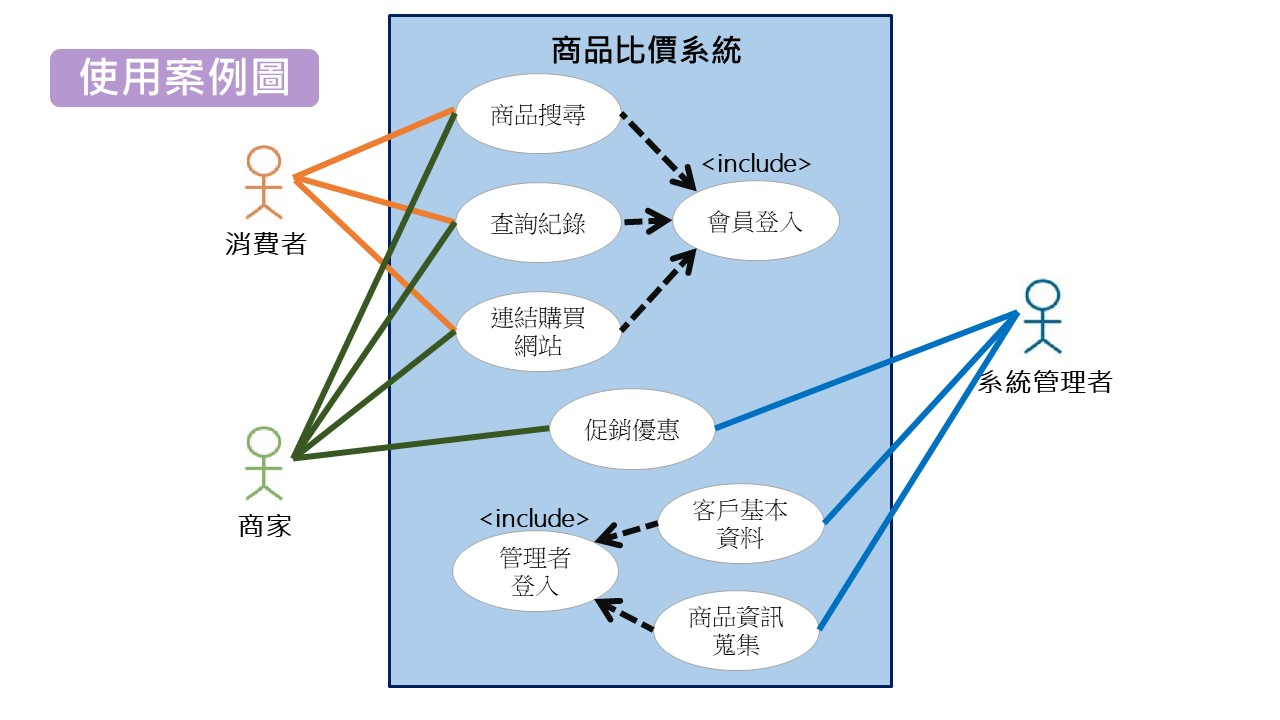 使用案例圖
商品比價系統
商品搜尋
<include>
查詢紀錄
會員登入
消費者
連結購買
網站
系統管理者
促銷優惠
商家
客戶基本
資料
<include>
管理者
登入
商品資訊
蒐集